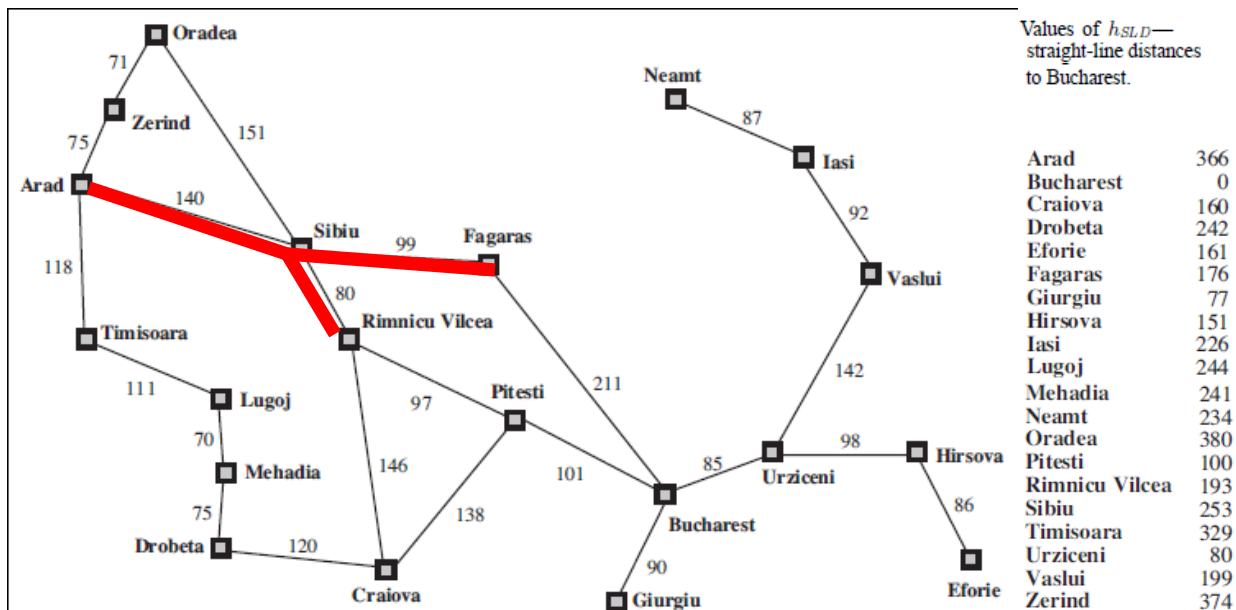 Oradea
71
Neamt
87
Zerind
151
75
Iasi
Arad
140
92
Sibiu
99
Fagaras
118
Vaslui
80
Timisoara
Rimnicu Vilcea
142
111
211
Lugoj
97
Pitesti
70
98
Hirsova
146
85
Mehadia
101
Urziceni
75
138
86
Bucharest
Drobeta
120
90
Craiova
Eforie
Giurgiu
Values of hSLD—
straight-line distances
to Bucharest.
Arad 366
Bucharest 0
Craiova 160
Drobeta 242
Eforie 161
Fagaras 176
Giurgiu 77
Hirsova 151
Iasi 226
Lugoj 244
Mehadia 241
Neamt 234
Oradea 380
Pitesti 100
Rimnicu Vilcea 193
Sibiu 253
Timisoara 329
Urziceni 80
Vaslui 199
Zerind 374